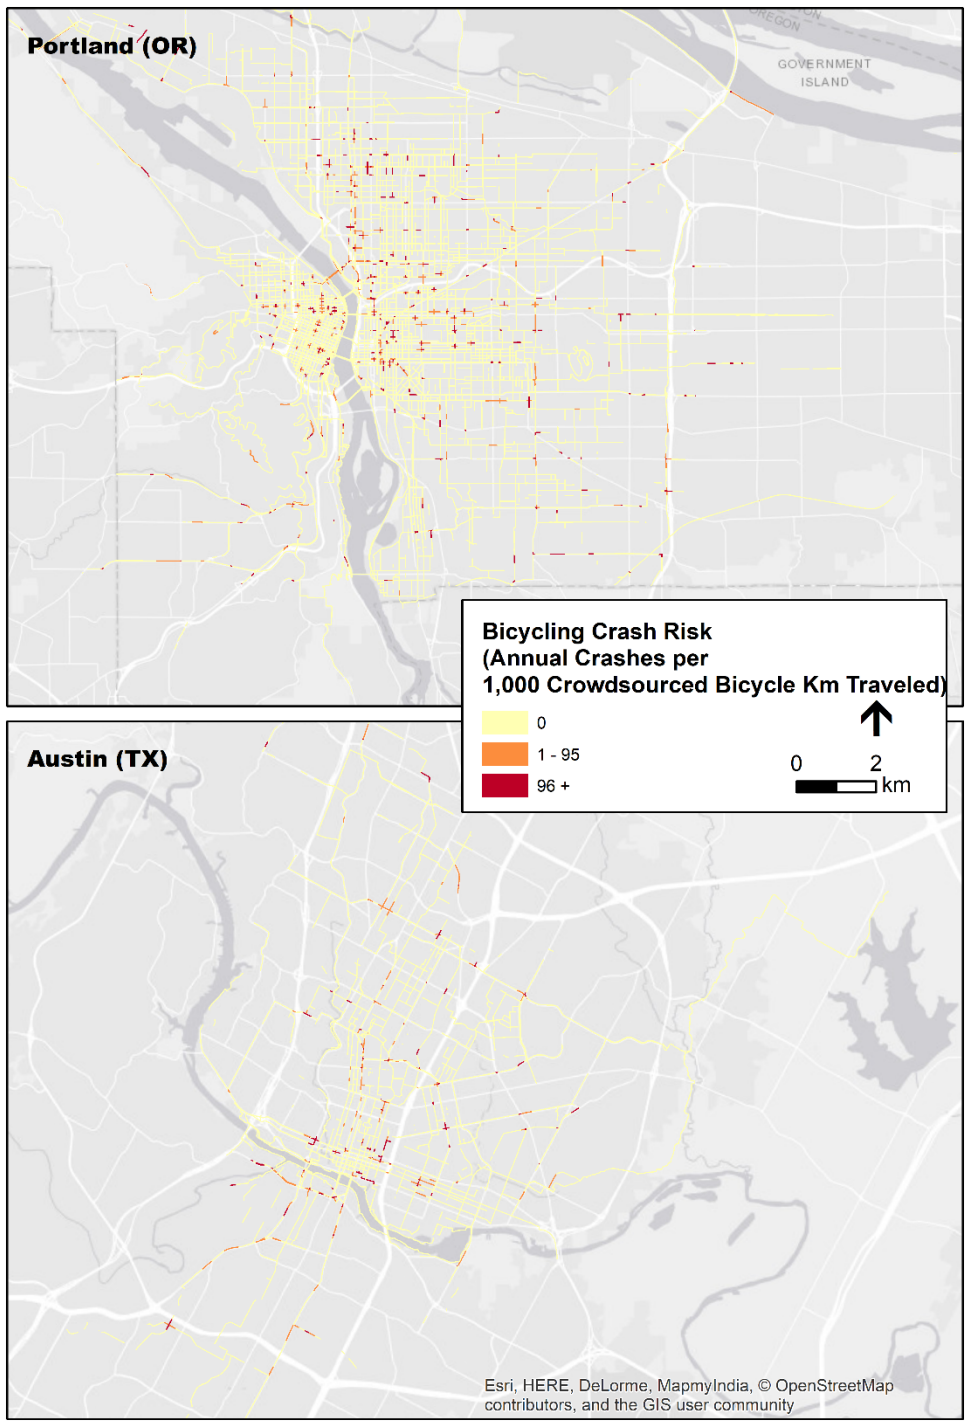 Portland (OR)
OREGON
GOVERNMENT
ISLAND
Bicycling Crash Risk
(Annual Crashes per
1,000 Crowdsourced Bicycle Km Traveled)
0
1 - 95
96 +
0 2
km
Austin (TX)
Esri, HERE, DeLorme, MapmyIndia, © OpenStreetMap
contributors, and the GIS user community